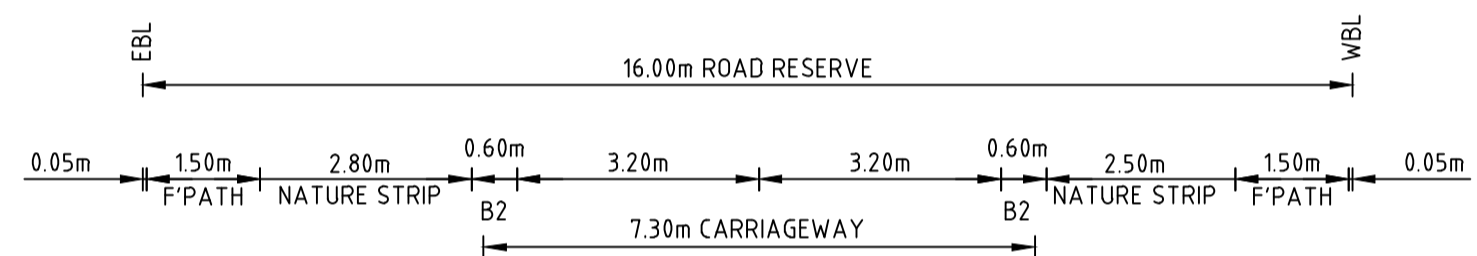 EBL
WBL
16.00m ROAD RESERVE
0.05m 1.50m 2.80m 0.60m 3.20m 3.20m 0.60m 2.50m 1.50m 0.05m
F'PATH NATURE STRIP B2 B2 NATURE STRIP F'PATH
7.30m CARRIAGEWAY